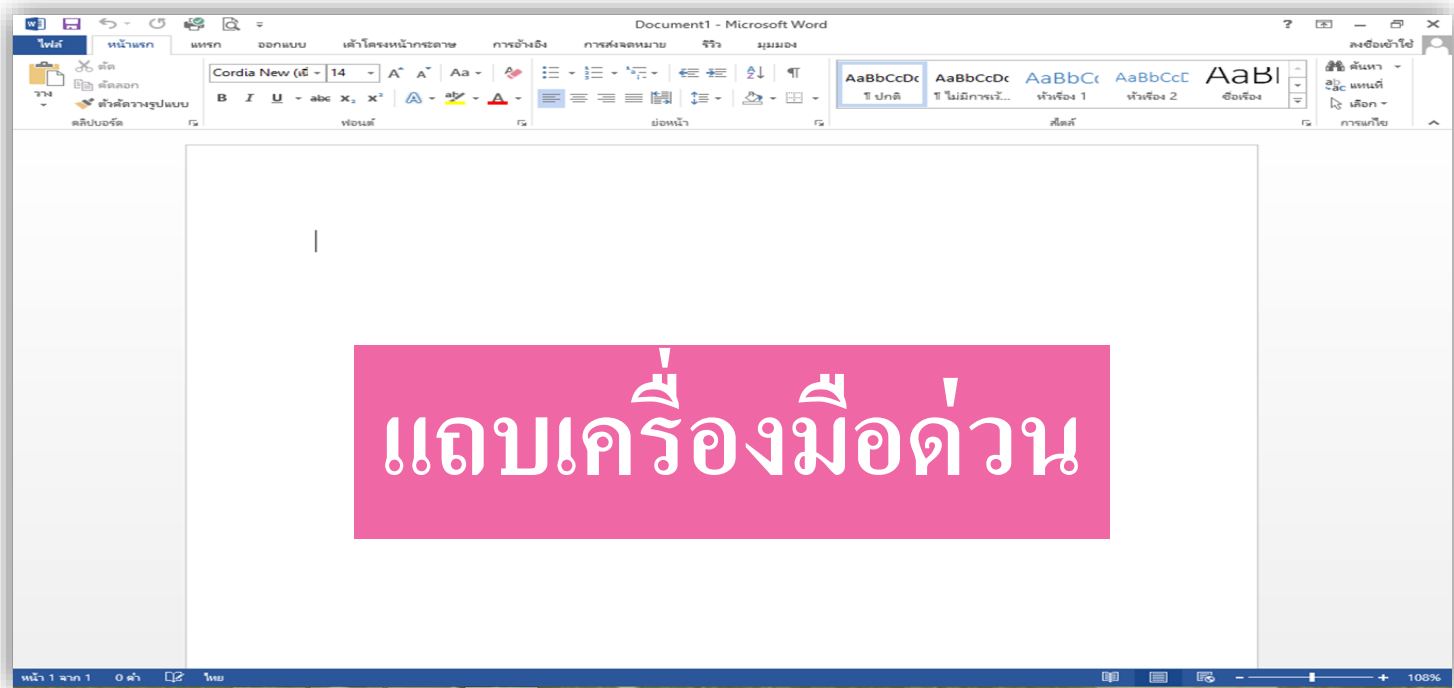 Document1 - Microsoft Word
ไฟล์ หน้าแรก แทรก ออกแบบ เค้าโครงหน้ากระดาษ การอ้างอิง การส่งจดหมาย รีวิว มุมมอง ลงชื่อเข้าใช้
วาง
ตัด
คัดลอก
ตัวคัดวางรูปแบบ
คลิปบอร์ด
Cordia New (เนื้ 14 Aa
B I U abc x₂ x² A
ฟอนต์
ย่อหน้า
AaBbCcDc AaBbCcDc AaBbCc AaBbCcD AaBl
¶ ปกติ ¶ ไม่มีการเว้... หัวเรื่อง 1 หัวเรื่อง 2 ชื่อเรื่อง
สไตล์
ค้นหา
แทนที่
เลือก
การแก้ไข
แถบเครื่องมือด่วน
หน้า 1 จาก 1 0 คำ ไทย 108%